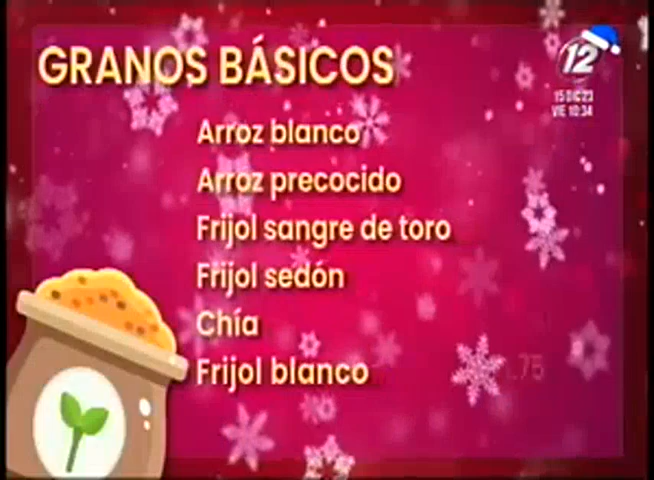 GRANOS BÁSICOS
12
15 DIC 23
VIE 10:34
Arroz blanco
Arroz precocido
Frijol sangre de toro
Frijol sedón
Chía
Frijol blanco
.75